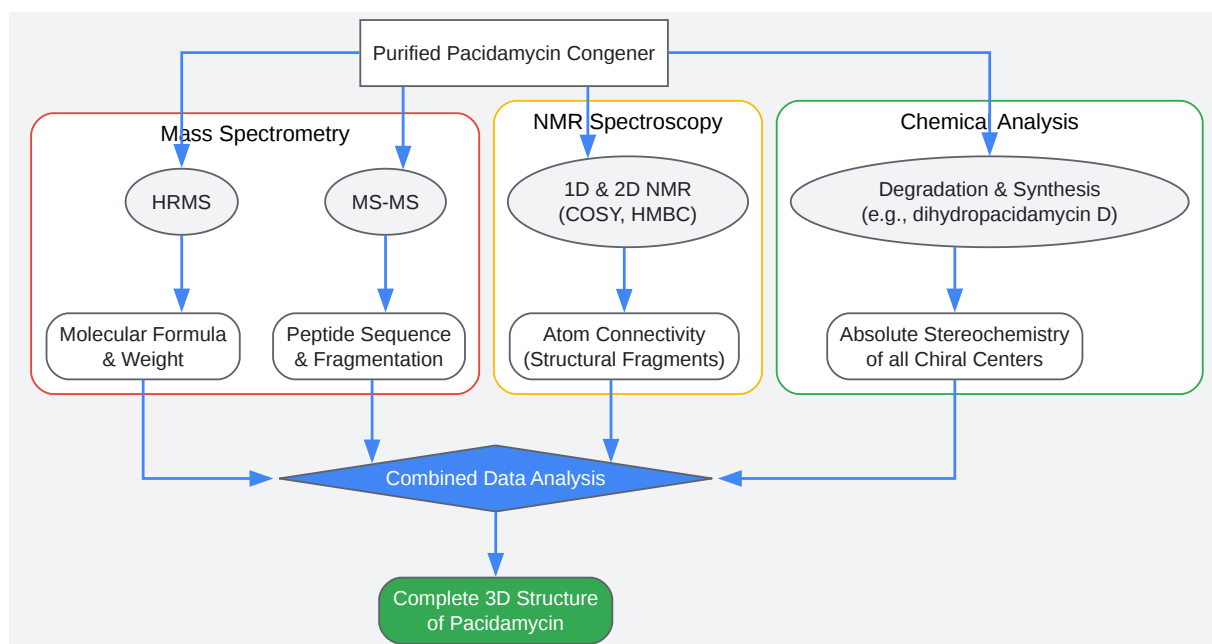 Purified Pacidamycin Congener
Mass Spectrometry
NMR Spectroscopy
Chemical Analysis
HRMS
MS-MS
1D & 2D NMR
(COSY, HMBC)
Degradation & Synthesis
(e.g., dihydropacidamycin D)
Molecular Formula
& Weight
Peptide Sequence
& Fragmentation
Atom Connectivity
(Structural Fragments)
Absolute Stereochemistry
of all Chiral Centers
Combined Data Analysis
Complete 3D Structure
of Pacidamycin